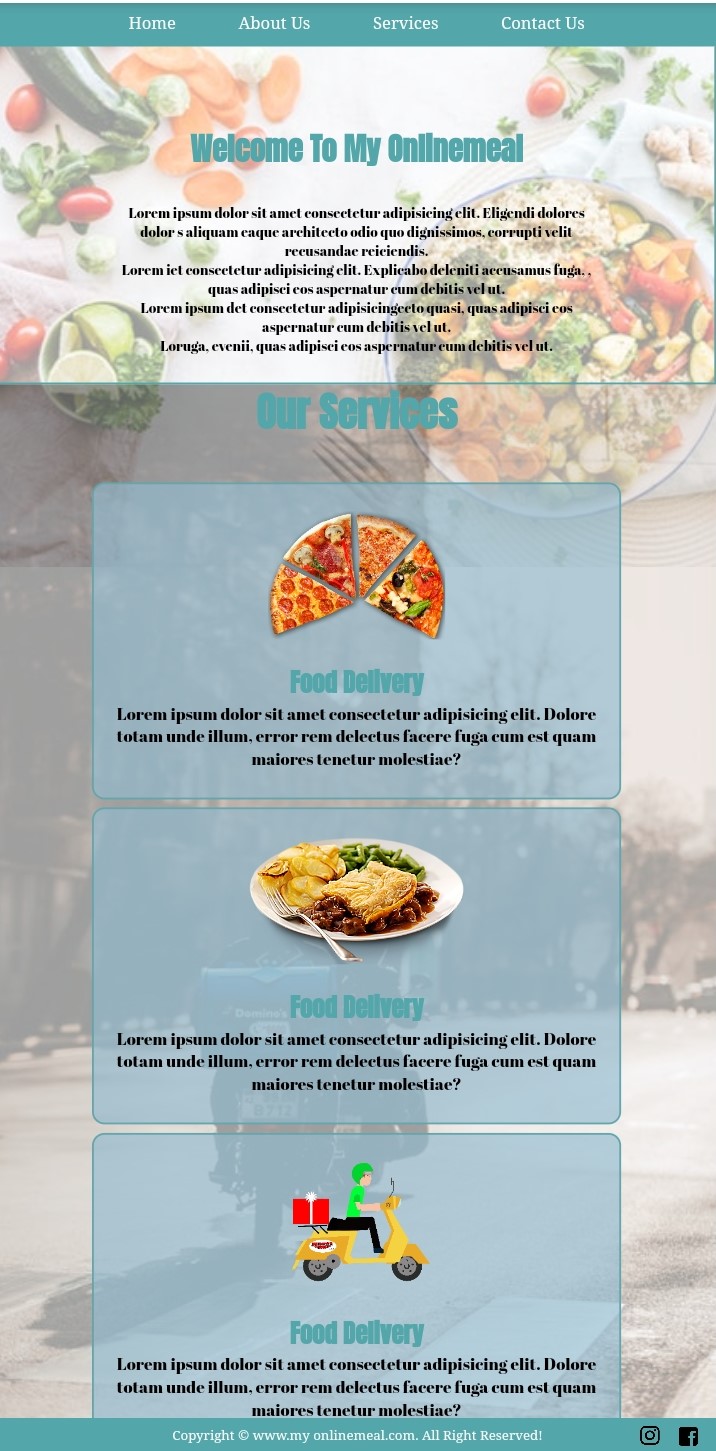 Home About Us Services Contact Us
Welcome To My Onlinemeal
Lorem ipsum dolor sit amet consectetur adipisicing elit. Eligendi dolores
dolor s aliquam eaque architecto odio quo dignissimos, corrupti velit
recusandae reiciendis.
Lorem iet consectetur adipisicing elit. Explicabo deleniti accusamus fuga, ,
quas adipisci eos aspernatur cum debitis vel ut.
Lorem ipsum det consectetur adipisicingceto quasi, quas adipisci eos
aspernatur cum debitis vel ut.
Loruga, evenii, quas adipisci eos aspernatur cum debitis vel ut.
Our Services
Food Delivery
Lorem ipsum dolor sit amet consectetur adipisicing elit. Dolore
totam unde illum, error rem delectus facere fuga cum est quam
maiores tenetur molestiae?
Domino's
Food Delivery
Lorem ipsum dolor sit amet consectetur adipisicing elit. Dolore
totam unde illum, error rem delectus facere fuga cum est quam
maiores tenetur molestiae?
Food Delivery
Lorem ipsum dolor sit amet consectetur adipisicing elit. Dolore
totam unde illum, error rem delectus facere fuga cum est quam
maiores tenetur molestiae?
Copyright © www.my onlinemeal.com. All Right Reserved!